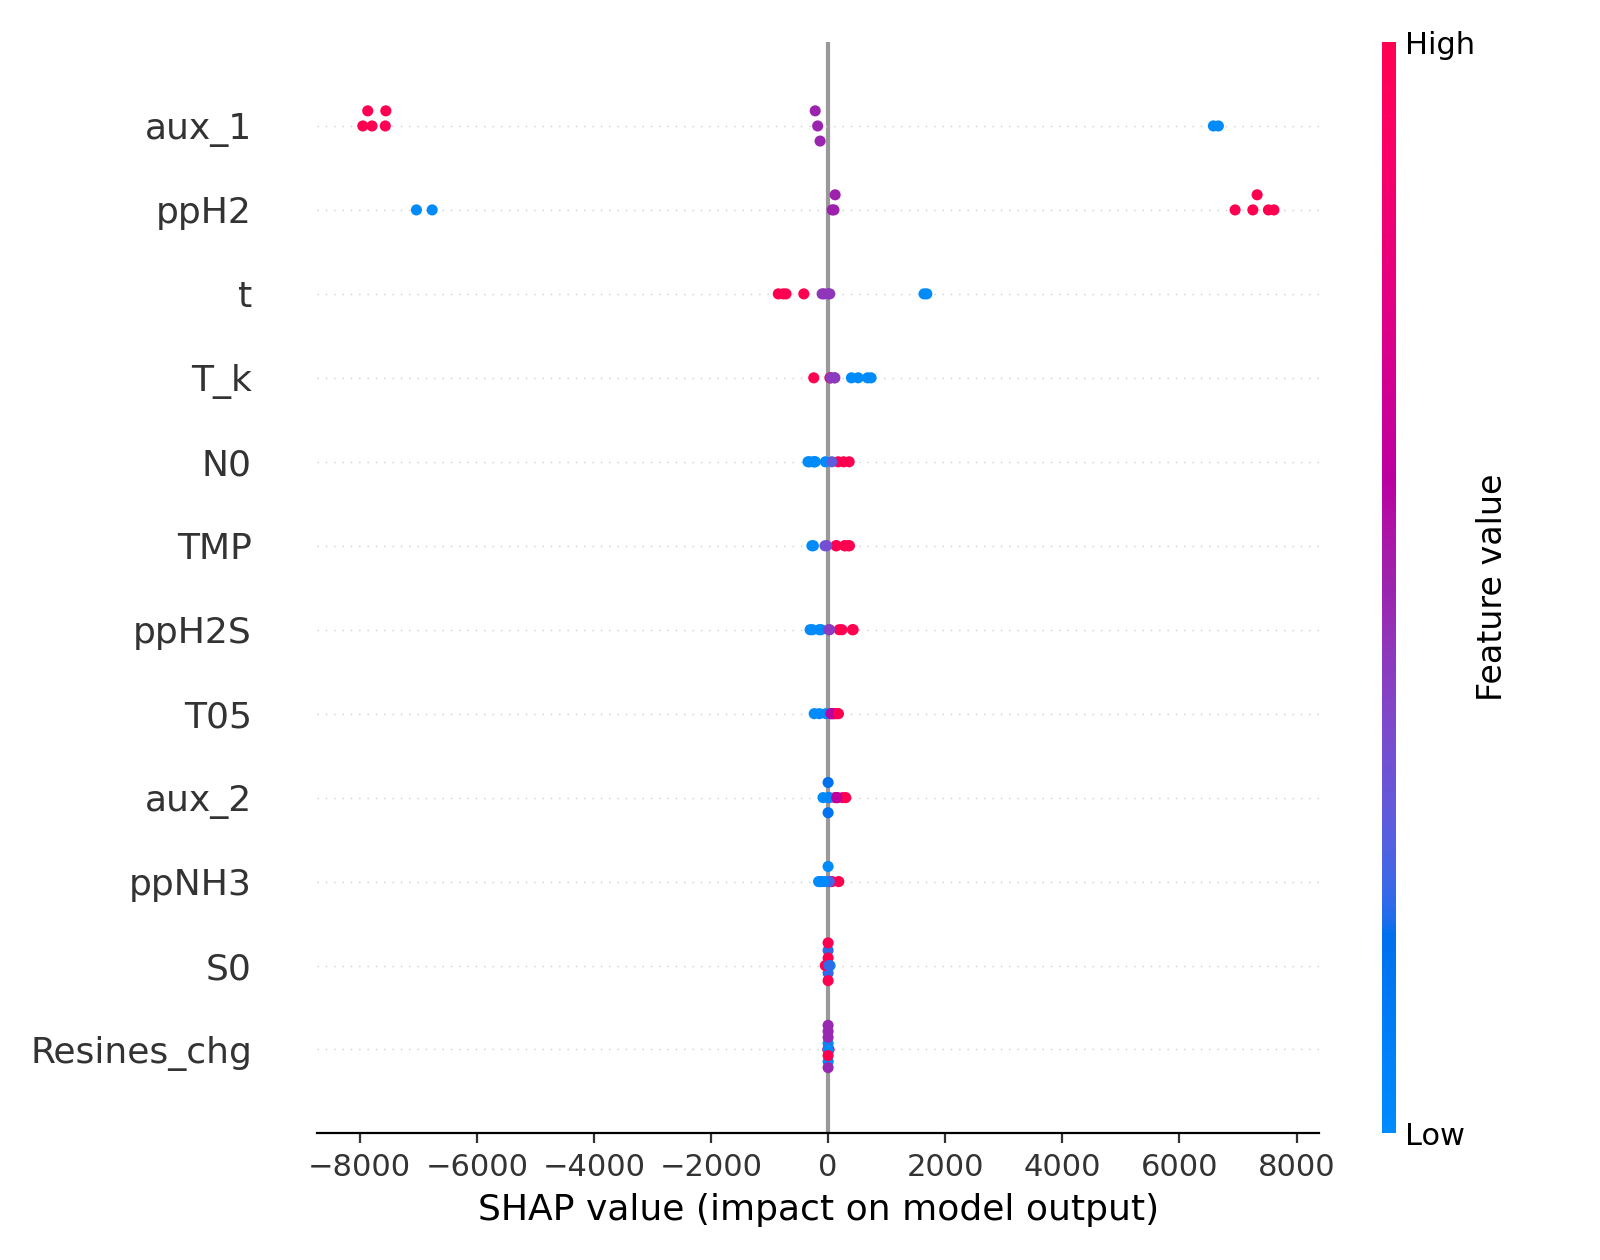 High
aux_1
ppH2
t
T_k
N0
TMP
ppH2S
T05
aux_2
ppNH3
S0
Resines_chg
Feature value
Low
−8000 −6000 −4000 −2000 0 2000 4000 6000 8000
SHAP value (impact on model output)